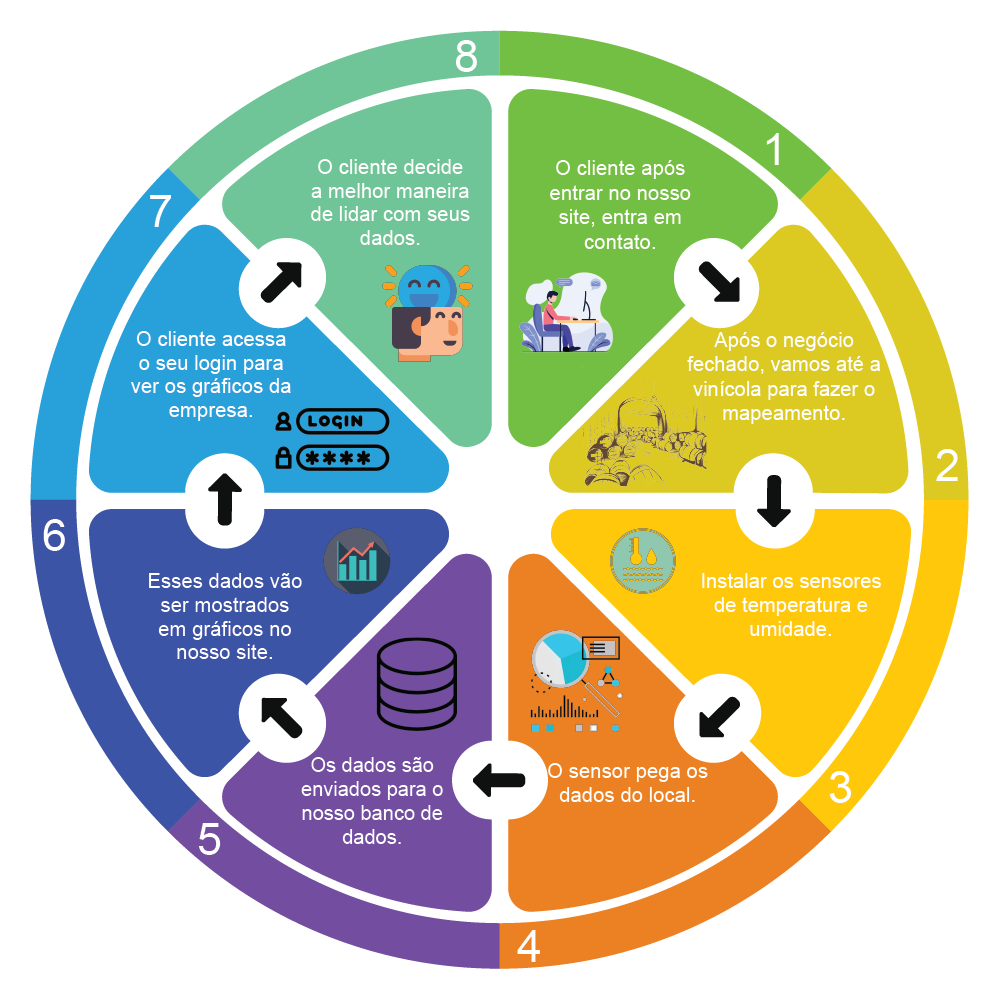 1
O cliente após
entrar no nosso
site, entra em
contato.
2
Após o negócio
fechado, vamos até a
vinícola para fazer o
mapeamento.
3
Instalar os sensores
de temperatura e
umidade.
4
O sensor pega os
dados do local.
5
Os dados são
enviados para o
nosso banco de
dados.
6
Esses dados vão
ser mostrados
em gráficos no
nosso site.
7
O cliente acessa
o seu login para
ver os gráficos da
empresa.
LOGIN
****
8
O cliente decide
a melhor maneira
de lidar com seus
dados.